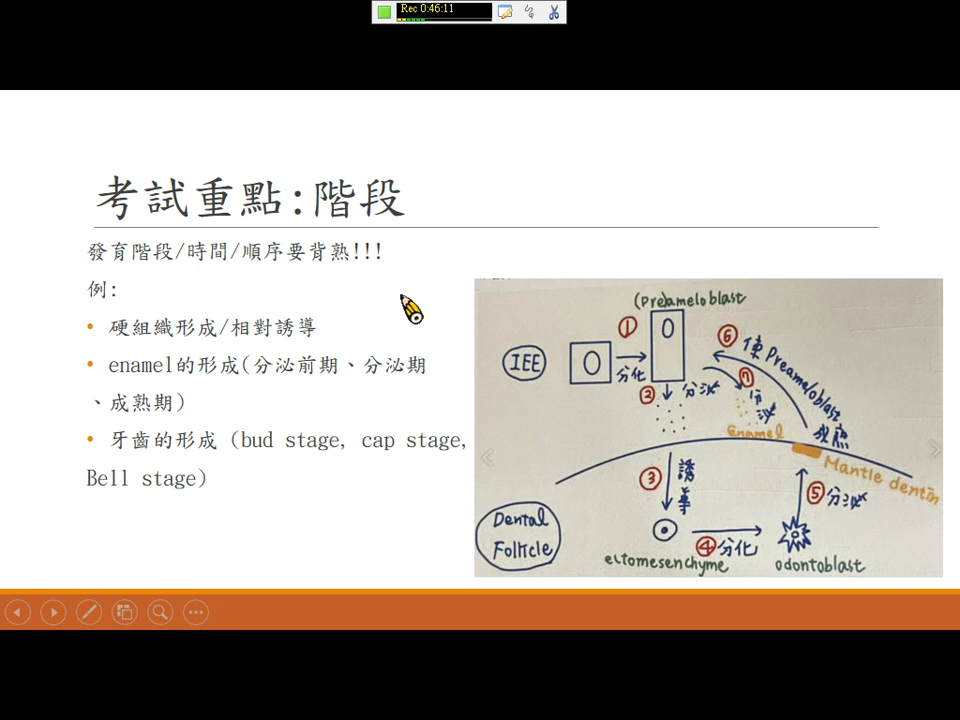 Rec 0:46:11
考試重點:階段
發育階段/時間/順序要背熟!!!
例:
• 硬組織形成/相對誘導
• enamel的形成(分泌前期、分泌期
、成熟期)
• 牙齒的形成 (bud stage, cap stage,
Bell stage)
(Pre)ameloblast
IEE
① 分化
② 分泌
⑥ 使Preameloblast
成熟
⑦ 分泌
Enamel
Mantle dentin
③ 誘導
⑤ 分泌
Dental
Follicle
④ 分化
ectomesenchyme
odontoblast